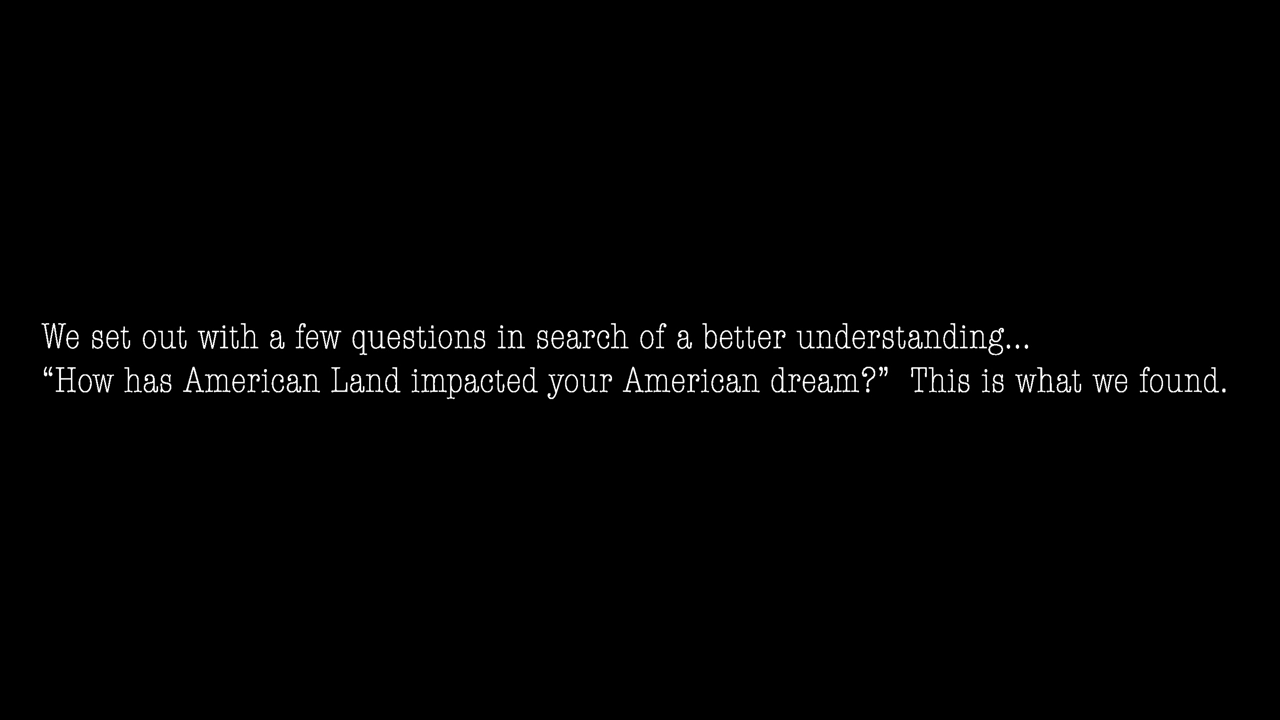 We set out with a few questions in search of a better understanding...
“How has American Land impacted your American dream?”  This is what we found.